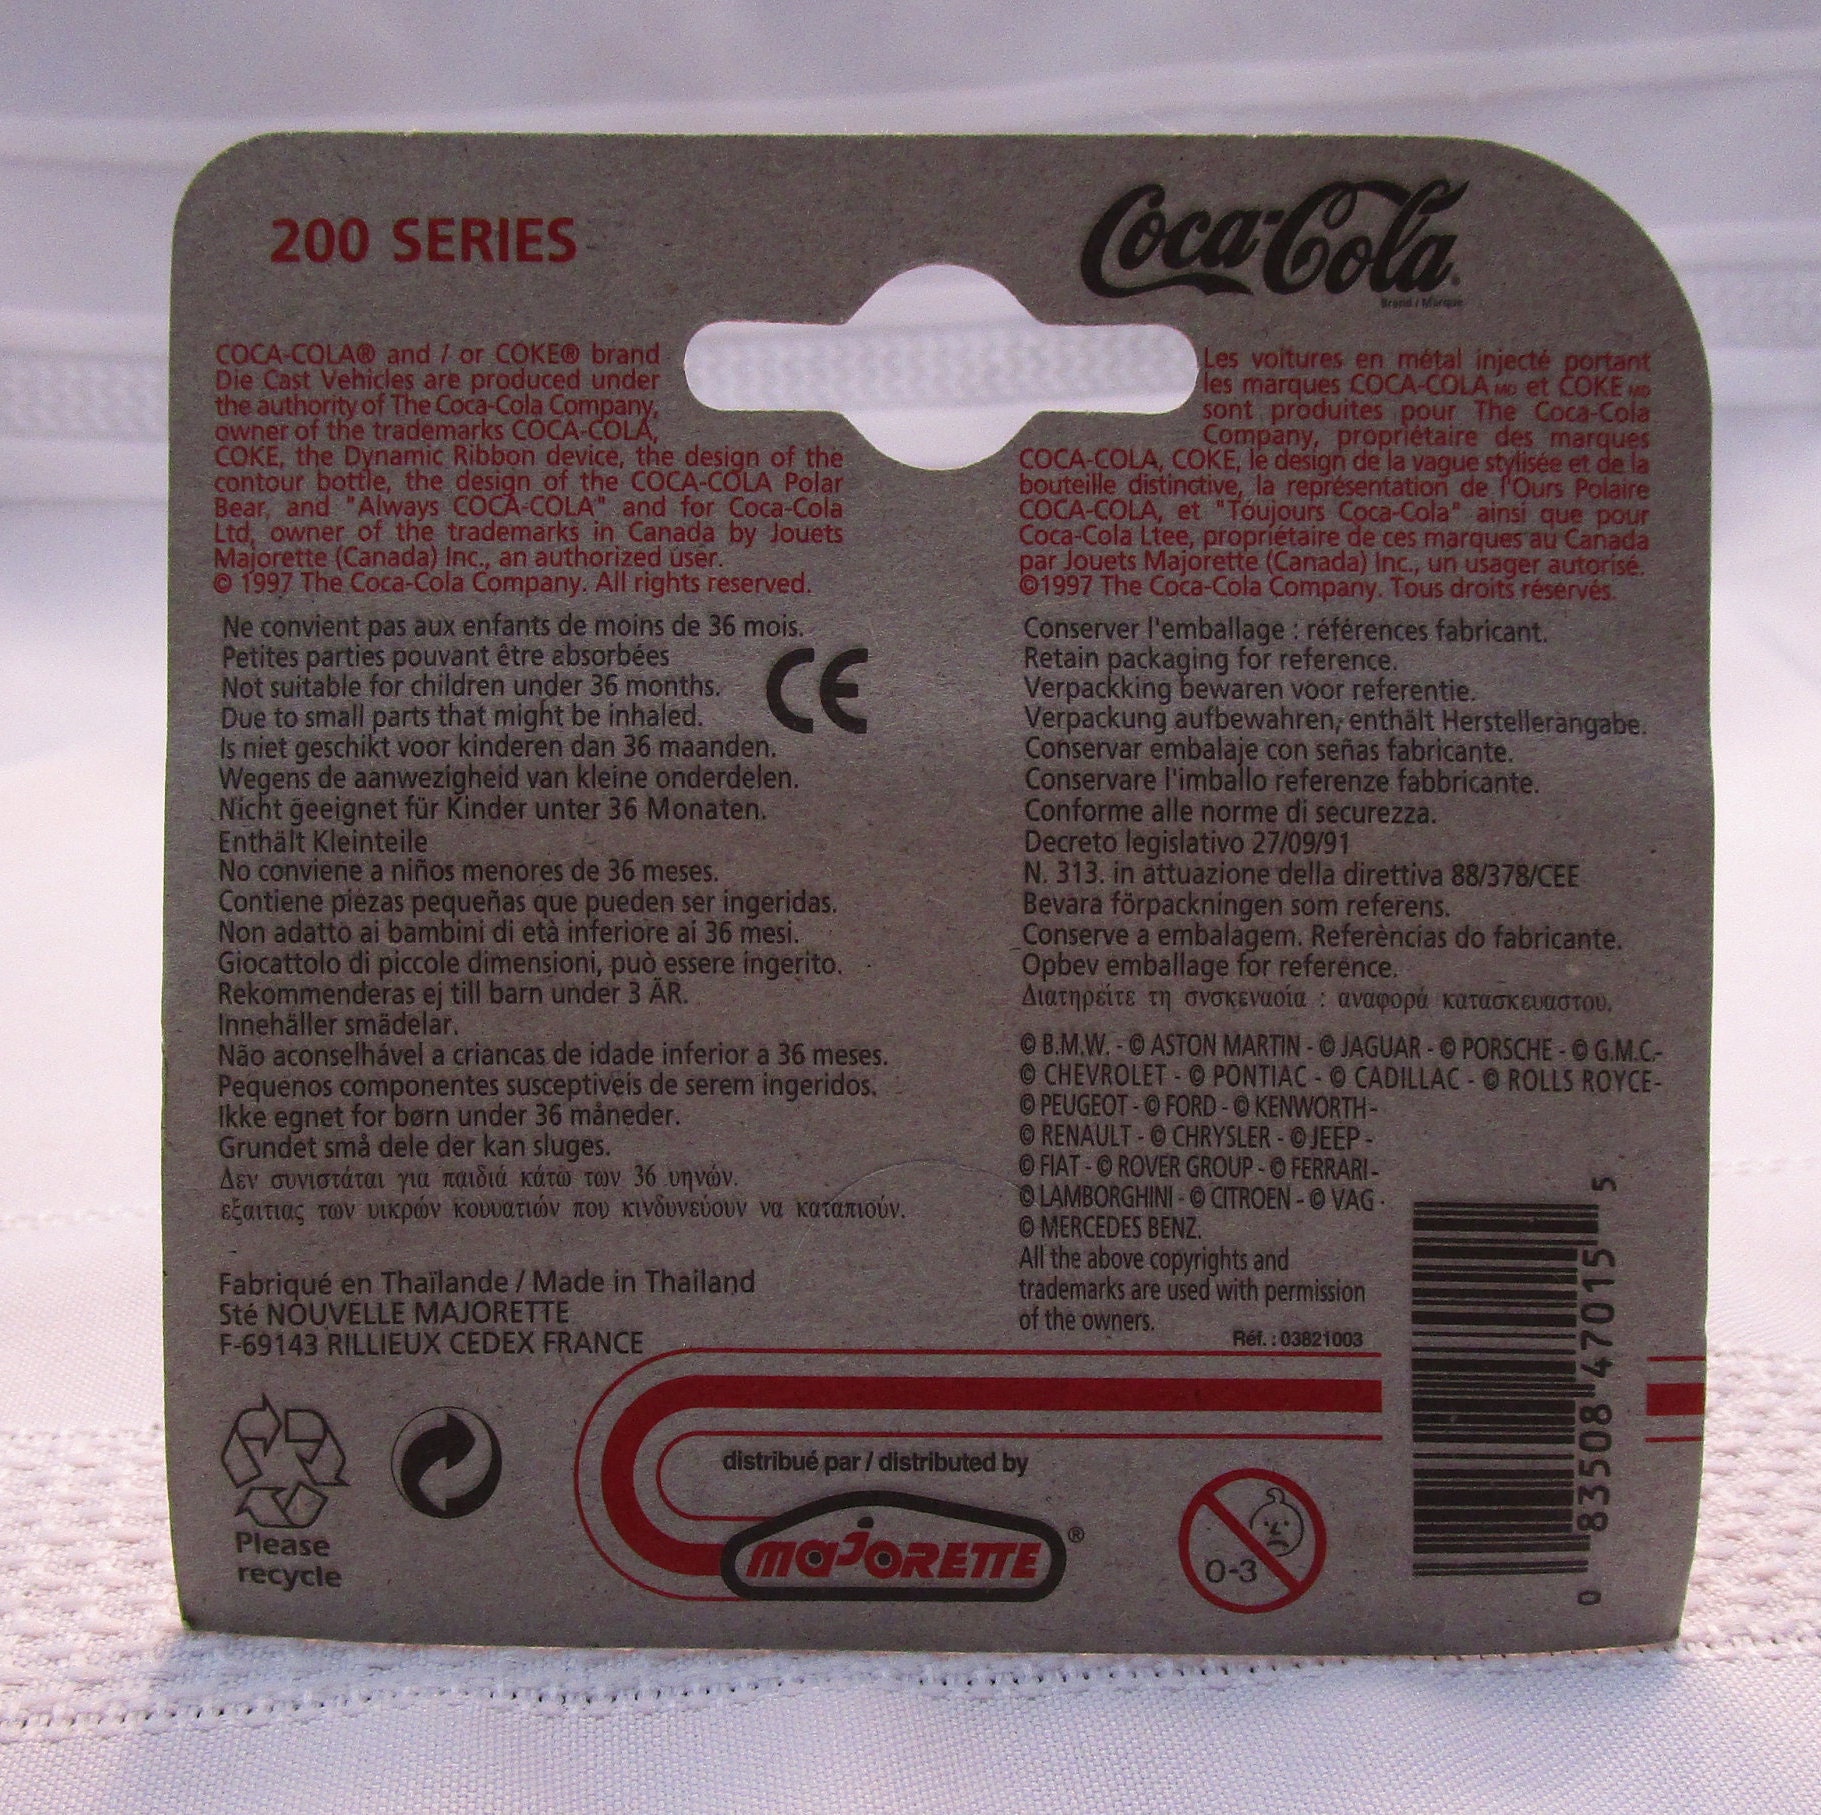 200 SERIES
Coca-Cola
Brand / Marque
COCA-COLA® and / or COKE® brand
Die Cast Vehicles are produced under
the authority of The Coca-Cola Company,
owner of the trademarks COCA-COLA,
COKE, the Dynamic Ribbon device, the design of the
contour bottle, the design of the COCA-COLA Polar
Bear, and "Always COCA-COLA" and for Coca-Cola
Ltd, owner of the trademarks in Canada by Jouets
Majorette (Canada) Inc., an authorized user.
© 1997 The Coca-Cola Company. All rights reserved.
Les voitures en métal injecté portant
les marques COCA-COLA MD et COKE MD
sont produites pour The Coca-Cola
Company, propriétaire des marques
COCA-COLA, COKE, le design de la vague stylisée et de la
bouteille distinctive, la représentation de l'Ours Polaire
COCA-COLA, et "Toujours Coca-Cola" ainsi que pour
Coca-Cola Ltee, propriétaire de ces marques au Canada
par Jouets Majorette (Canada) Inc., un usager autorisé.
©1997 The Coca-Cola Company. Tous droits réservés.
Ne convient pas aux enfants de moins de 36 mois.
Petites parties pouvant être absorbées
Not suitable for children under 36 months.
Due to small parts that might be inhaled.
Is niet geschikt voor kinderen dan 36 maanden.
Wegens de aanwezigheid van kleine onderdelen.
Nicht geeignet für Kinder unter 36 Monaten.
Enthält Kleinteile
No conviene a niños menores de 36 meses.
Contiene piezas pequeñas que pueden ser ingeridas.
Non adatto ai bambini di età inferiore ai 36 mesi.
Giocattolo di piccole dimensioni, può essere ingerito.
Rekommenderas ej till barn under 3 ÄR.
Innehäller smädelar.
Não aconselhável a criancas de idade inferior a 36 meses.
Pequenos componentes susceptivéis de serem ingeridos.
Ikke egnet for børn under 36 måneder.
Grundet små dele der kan sluges.
Δεν συνιστάται για παιδιά κάτω των 36 υηνών.
εξαιτιας των υικρών κουυατιών που κινδυνεύουν να καταπιούν.
CE
Conserver l'emballage : références fabricant.
Retain packaging for reference.
Verpackking bewaren voor referentie.
Verpackung aufbewahren, enthält Herstellerangabe.
Conservar embalaje con señas fabricante.
Conservare l'imballo referenze fabbricante.
Conforme alle norme di securezza.
Decreto legislativo 27/09/91
N. 313. in attuazione della direttiva 88/378/CEE
Bevara förpackningen som referens.
Conserve a embalagem. Referèncias do fabricante.
Opbev emballage for reference.
Διατηρείτε τη συσκευασία : αναφορά κατασκευαστου.
© B.M.W. - © ASTON MARTIN - © JAGUAR - © PORSCHE - © G.M.C.-
© CHEVROLET - © PONTIAC - © CADILLAC - © ROLLS ROYCE-
© PEUGEOT - © FORD - © KENWORTH-
© RENAULT - © CHRYSLER - © JEEP -
© FIAT - © ROVER GROUP - © FERRARI-
© LAMBORGHINI - © CITROEN - © VAG -
© MERCEDES BENZ.
All the above copyrights and
trademarks are used with permission
of the owners.
Réf. : 03821003
Fabriqué en Thaïlande / Made in Thailand
Sté NOUVELLE MAJORETTE
F-69143 RILLIEUX CEDEX FRANCE
Please
recycle
distribué par / distributed by
MAJORETTE ®
0-3
0 83508 47015 5